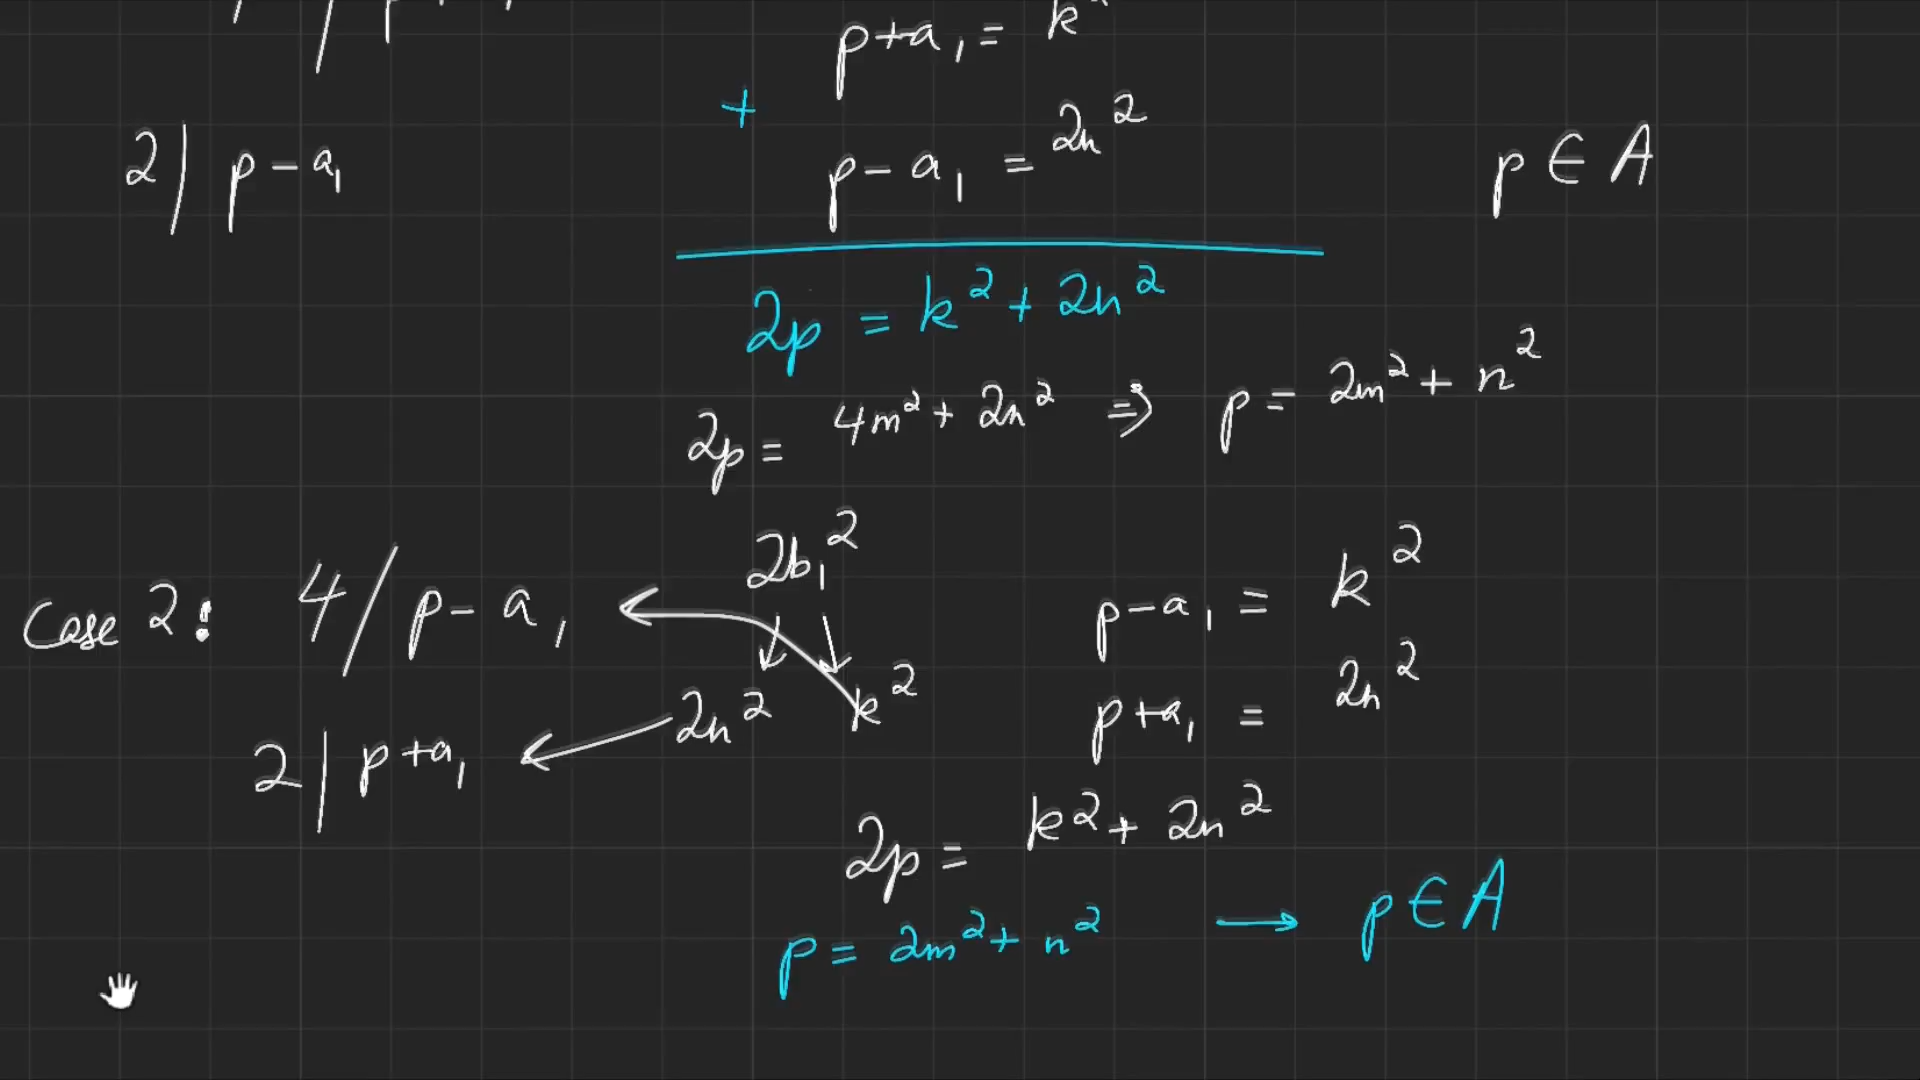 p+a₁ = k²
+
2 | p-a₁
p-a₁ = 2n²
p ∈ A
2p = k² + 2n²
2p = 4m² + 2n² ⇒ p = 2m² + n²
2b₁²
Case 2: 4 / p-a₁
p-a₁ = k²
2n² k²
2 | p+a₁
p+a₁ = 2n²
2p = k² + 2n²
p = 2m² + n² → p ∈ A